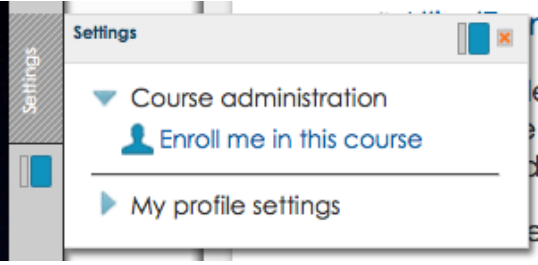 Settings
Settings
Course administration
Enroll me in this course
My profile settings